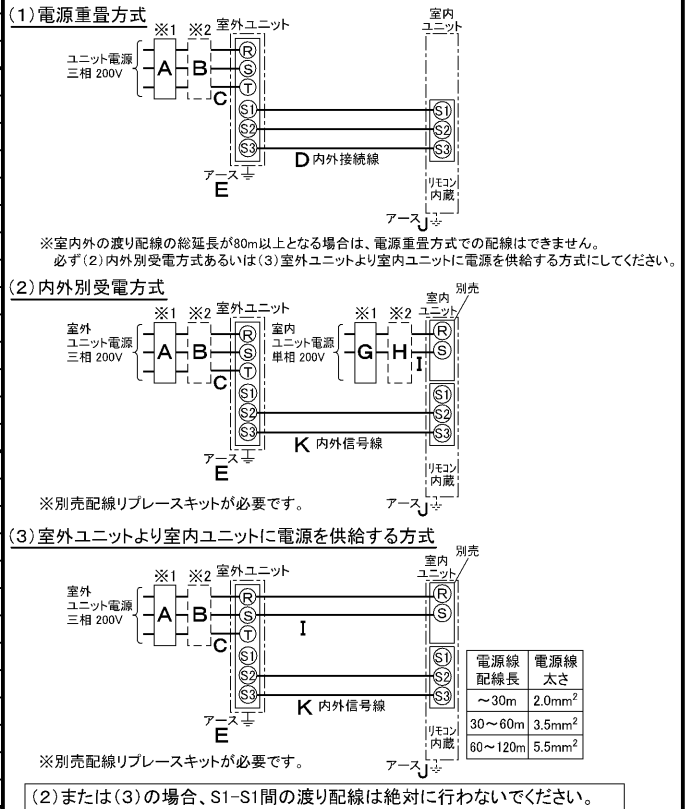 (1)電源重畳方式
※1 ※2 室外ユニット
室内
ユニット
ユニット電源
三相 200V
A B
C
R
S
T
S1
S2
S3
S1
S2
S3
D 内外接続線
アース
E
リモコン
内蔵
アース J
※室内外の渡り配線の総延長が80m以上となる場合は、電源重畳方式での配線はできません。
必ず(2)内外別受電方式あるいは(3)室外ユニットより室内ユニットに電源を供給する方式にしてください。
(2)内外別受電方式
※1 ※2 室外ユニット
※1 ※2
室内
ユニット
別売
室外
ユニット電源
三相 200V
A B
C
R
S
T
S1
S2
S3
室内
ユニット電源
単相 200V
G H
I
R
S
S1
S2
S3
K 内外信号線
アース
E
リモコン
内蔵
アース J
※別売配線リプレースキットが必要です。
(3)室外ユニットより室内ユニットに電源を供給する方式
※1 ※2 室外ユニット
室内
ユニット
別売
室外
ユニット電源
三相 200V
A B
C
R
S
T
S1
S2
S3
I
R
S
S1
S2
S3
K 内外信号線
アース
E
リモコン
内蔵
アース J
電源線 電源線
配線長 太さ
～30m 2.0mm²
30～60m 3.5mm²
60～120m 5.5mm²
※別売配線リプレースキットが必要です。
(2)または(3)の場合、S1-S1間の渡り配線は絶対に行わないでください。